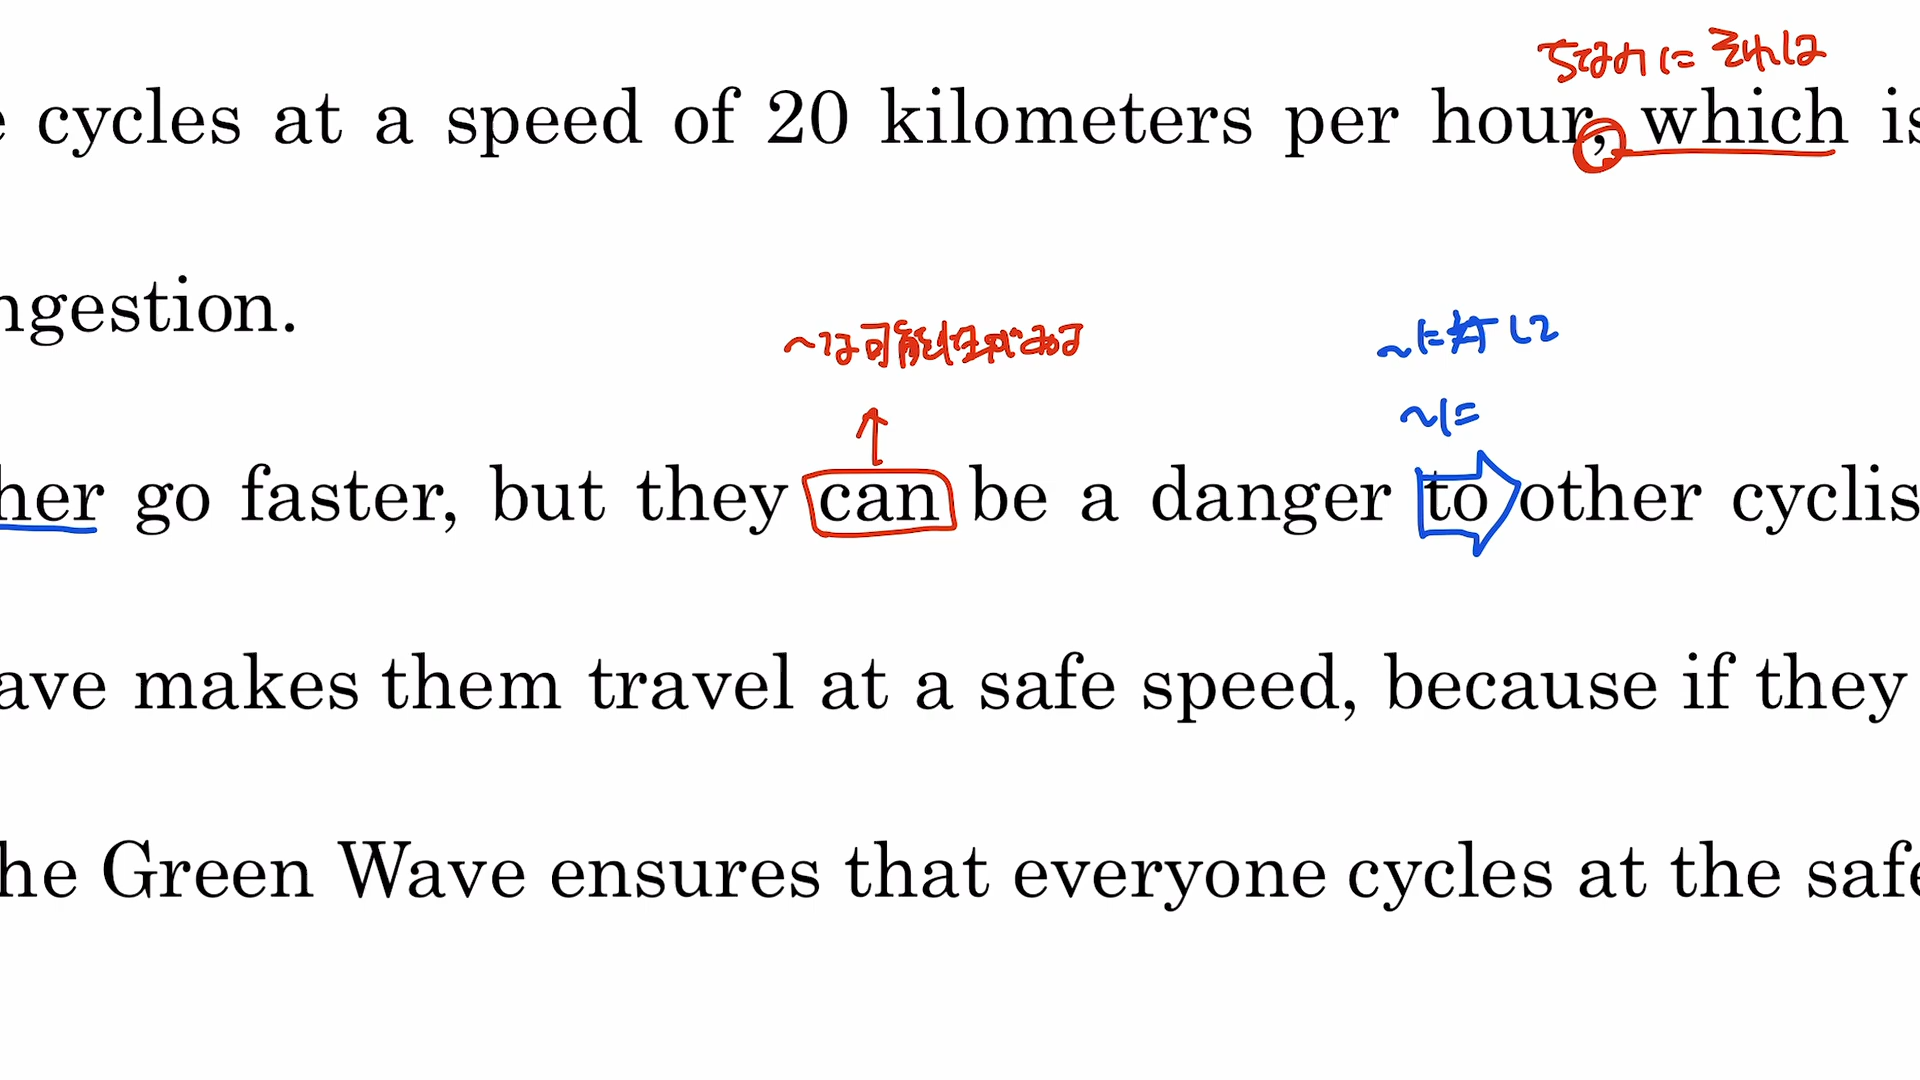 ちなみにそれは
cycles at a speed of 20 kilometers per hour, which is
ngestion.
〜な可能性がある
〜に対して
〜に
her go faster, but they can be a danger to other cyclis
ave makes them travel at a safe speed, because if they
he Green Wave ensures that everyone cycles at the safe